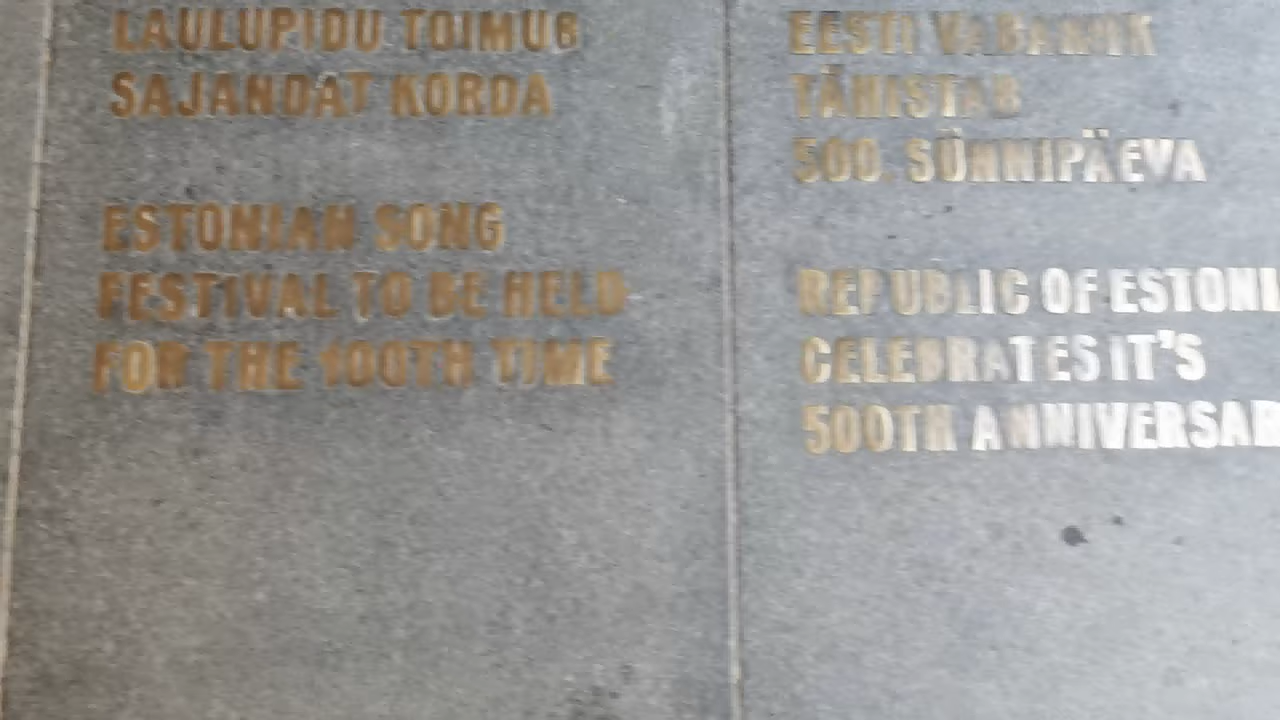 LAULUPIDU TOIMUB
SAJANDAT KORDA
ESTONIAN SONG
FESTIVAL TO BE HELD
FOR THE 100TH TIME
EESTI VABARIIK
TÄHISTAB
500. SÜNNIPÄEVA
REPUBLIC OF ESTONI
CELEBRATES IT'S
500TH ANNIVERSAR